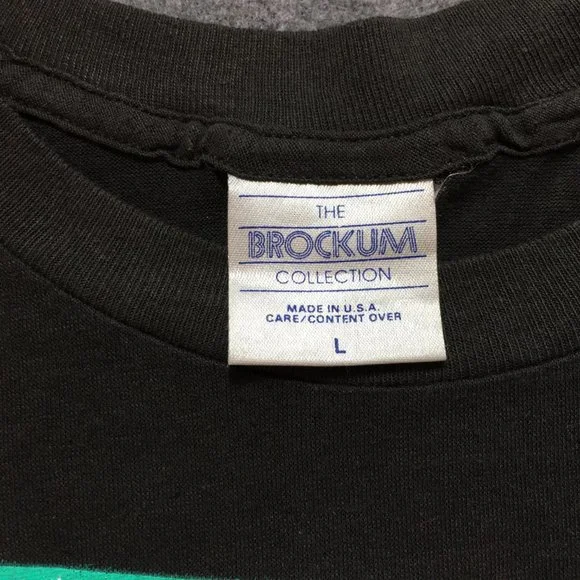 THE
BROCKUM
COLLECTION
MADE IN U.S.A.
CARE/CONTENT OVER
L